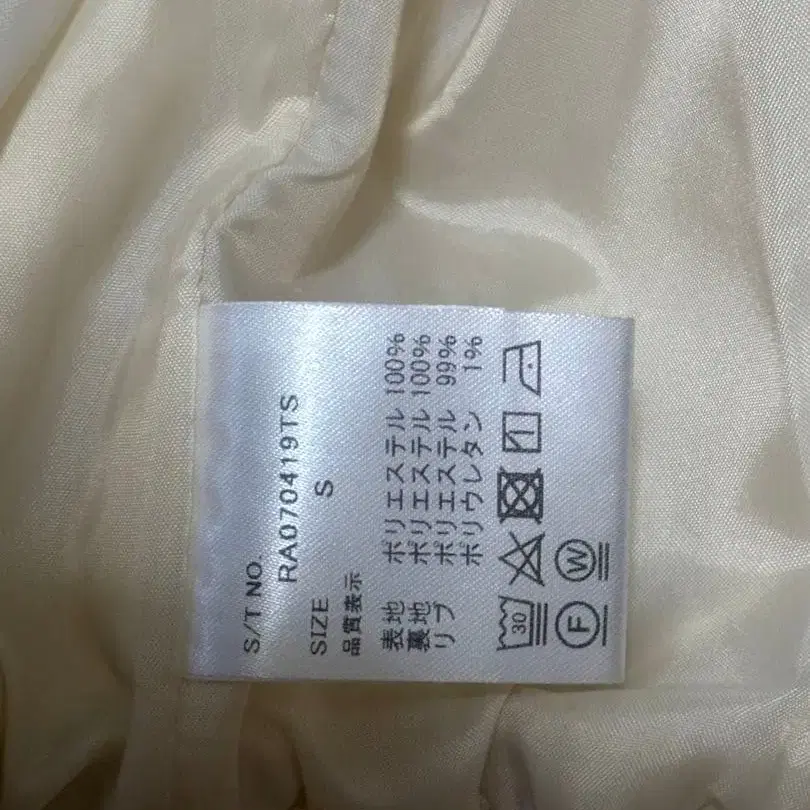 S/T NO.
RA070419TS
SIZE S
品質表示
表地 ポリエステル 100%
裏地 ポリエステル 100%
リブ ポリエステル 99%
ポリウレタン 1%
30
F W